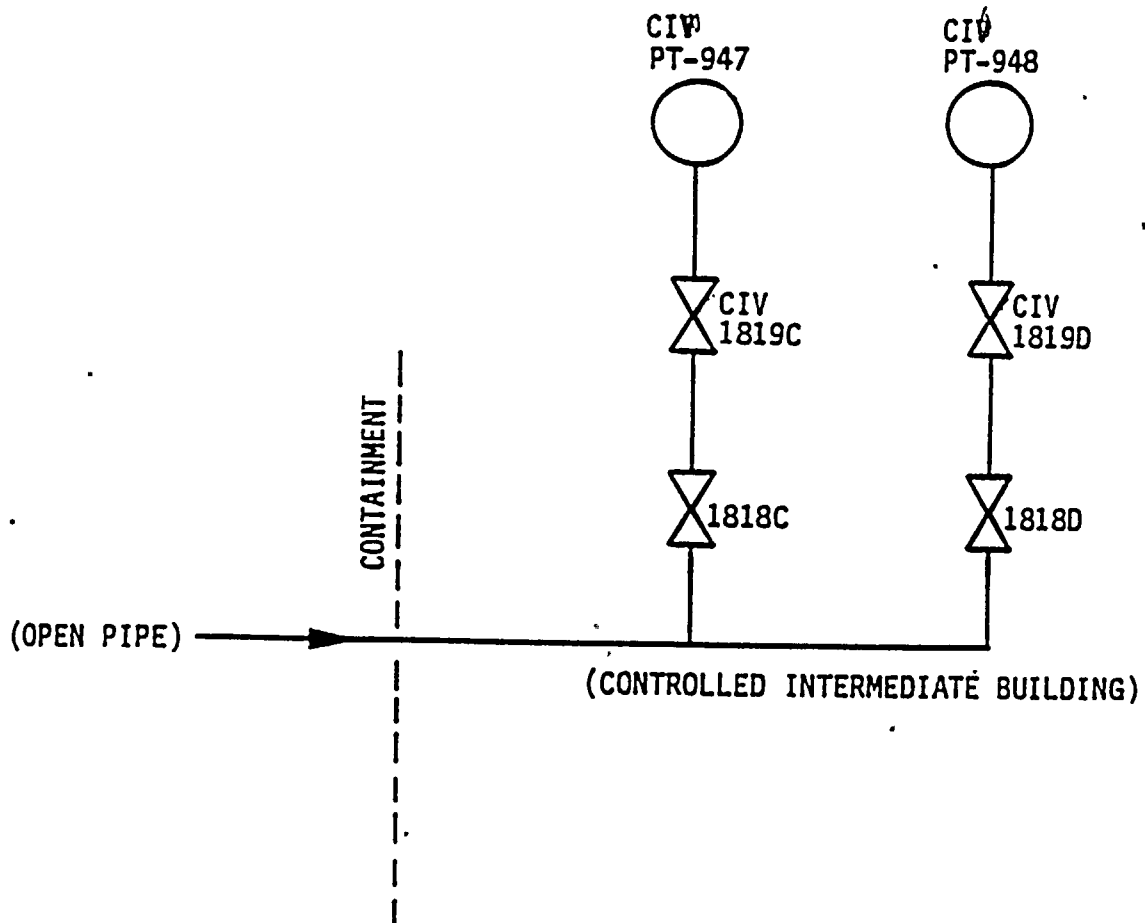 CIV
PT-947
CIV
PT-948
CIV
1819C
CIV
1819D
1818C
1818D
CONTAINMENT
(OPEN PIPE)
(CONTROLLED INTERMEDIATE BUILDING)